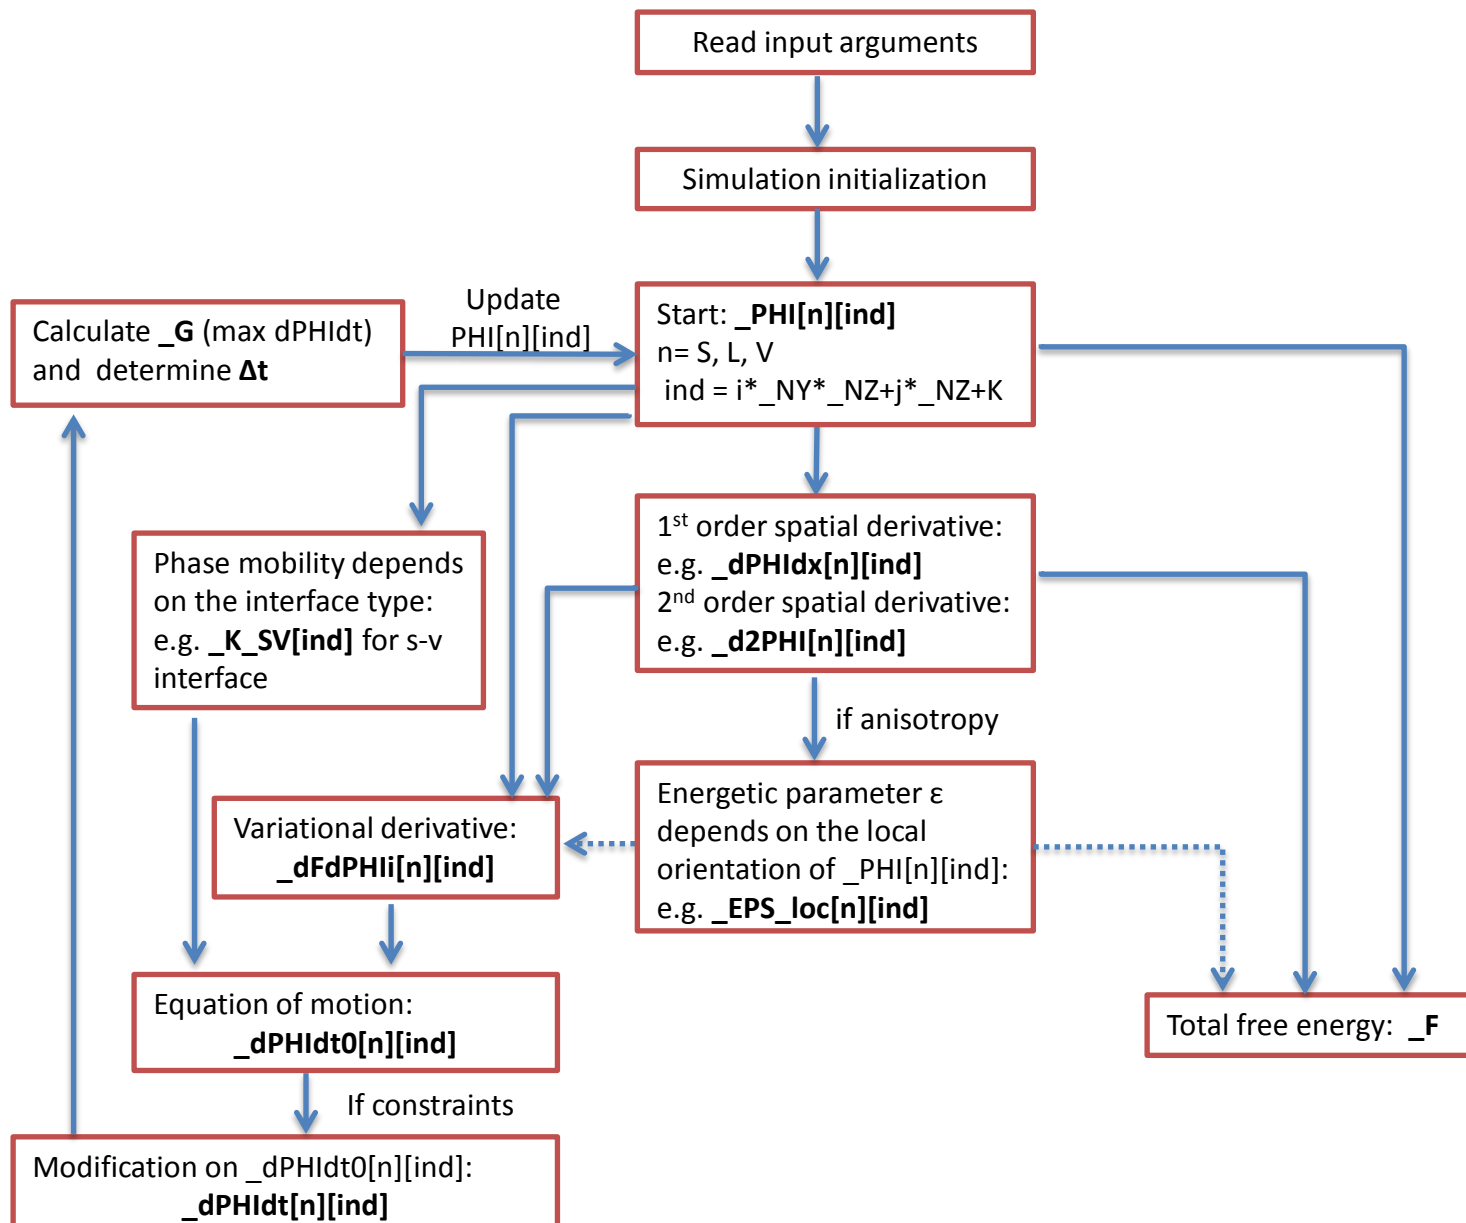 Read input arguments
Simulation initialization
Update
PHI[n][ind]
Calculate _G (max dPHIdt)
and  determine Δt
Start: _PHI[n][ind]
n= S, L, V
ind = i*_NY*_NZ+j*_NZ+K
1st order spatial derivative:
e.g. _dPHIdx[n][ind]
2nd order spatial derivative:
e.g. _d2PHI[n][ind]
Phase mobility depends
on the interface type:
e.g. _K_SV[ind] for s-v
interface
if anisotropy
Energetic parameter ε
depends on the local
orientation of _PHI[n][ind]:
e.g. _EPS_loc[n][ind]
Variational derivative:
_dFdPHIi[n][ind]
Equation of motion:
_dPHIdt0[n][ind]
Total free energy:  _F
If constraints
Modification on _dPHIdt0[n][ind]:
_dPHIdt[n][ind]